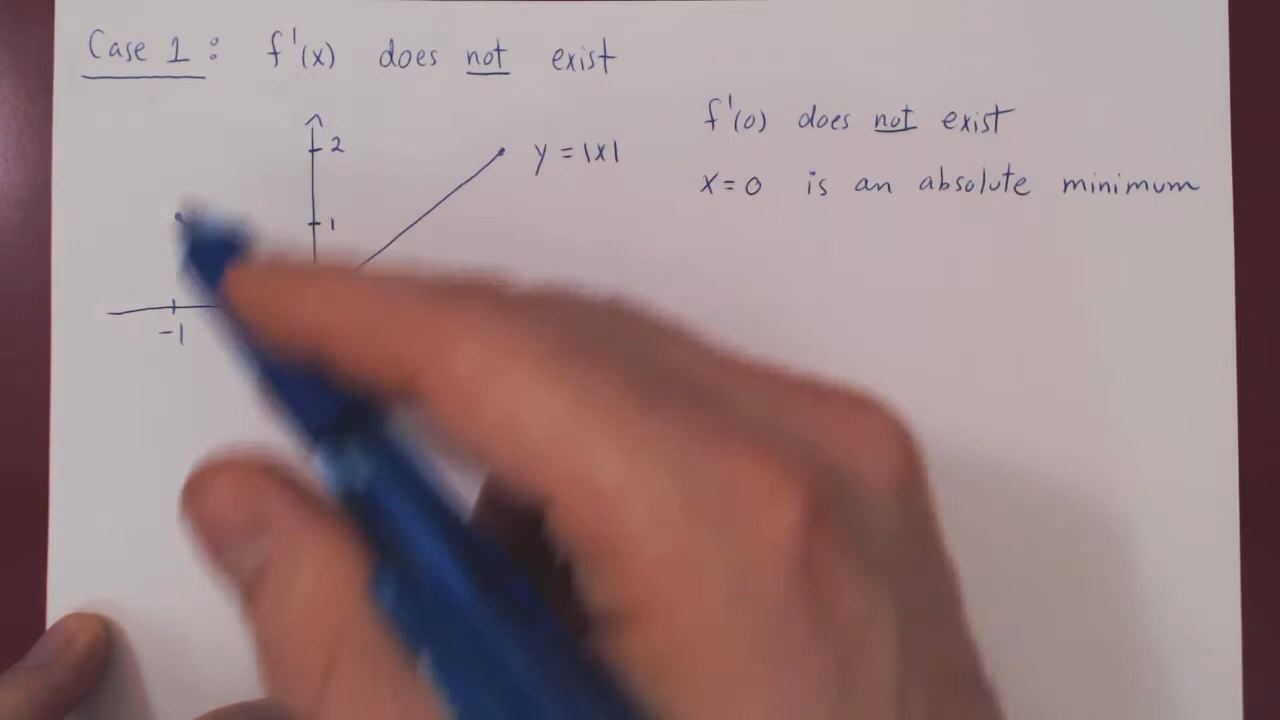 Case 1: f'(x) does not exist
f'(0) does not exist
2
y = |x|
x = 0 is an absolute minimum
1
-1